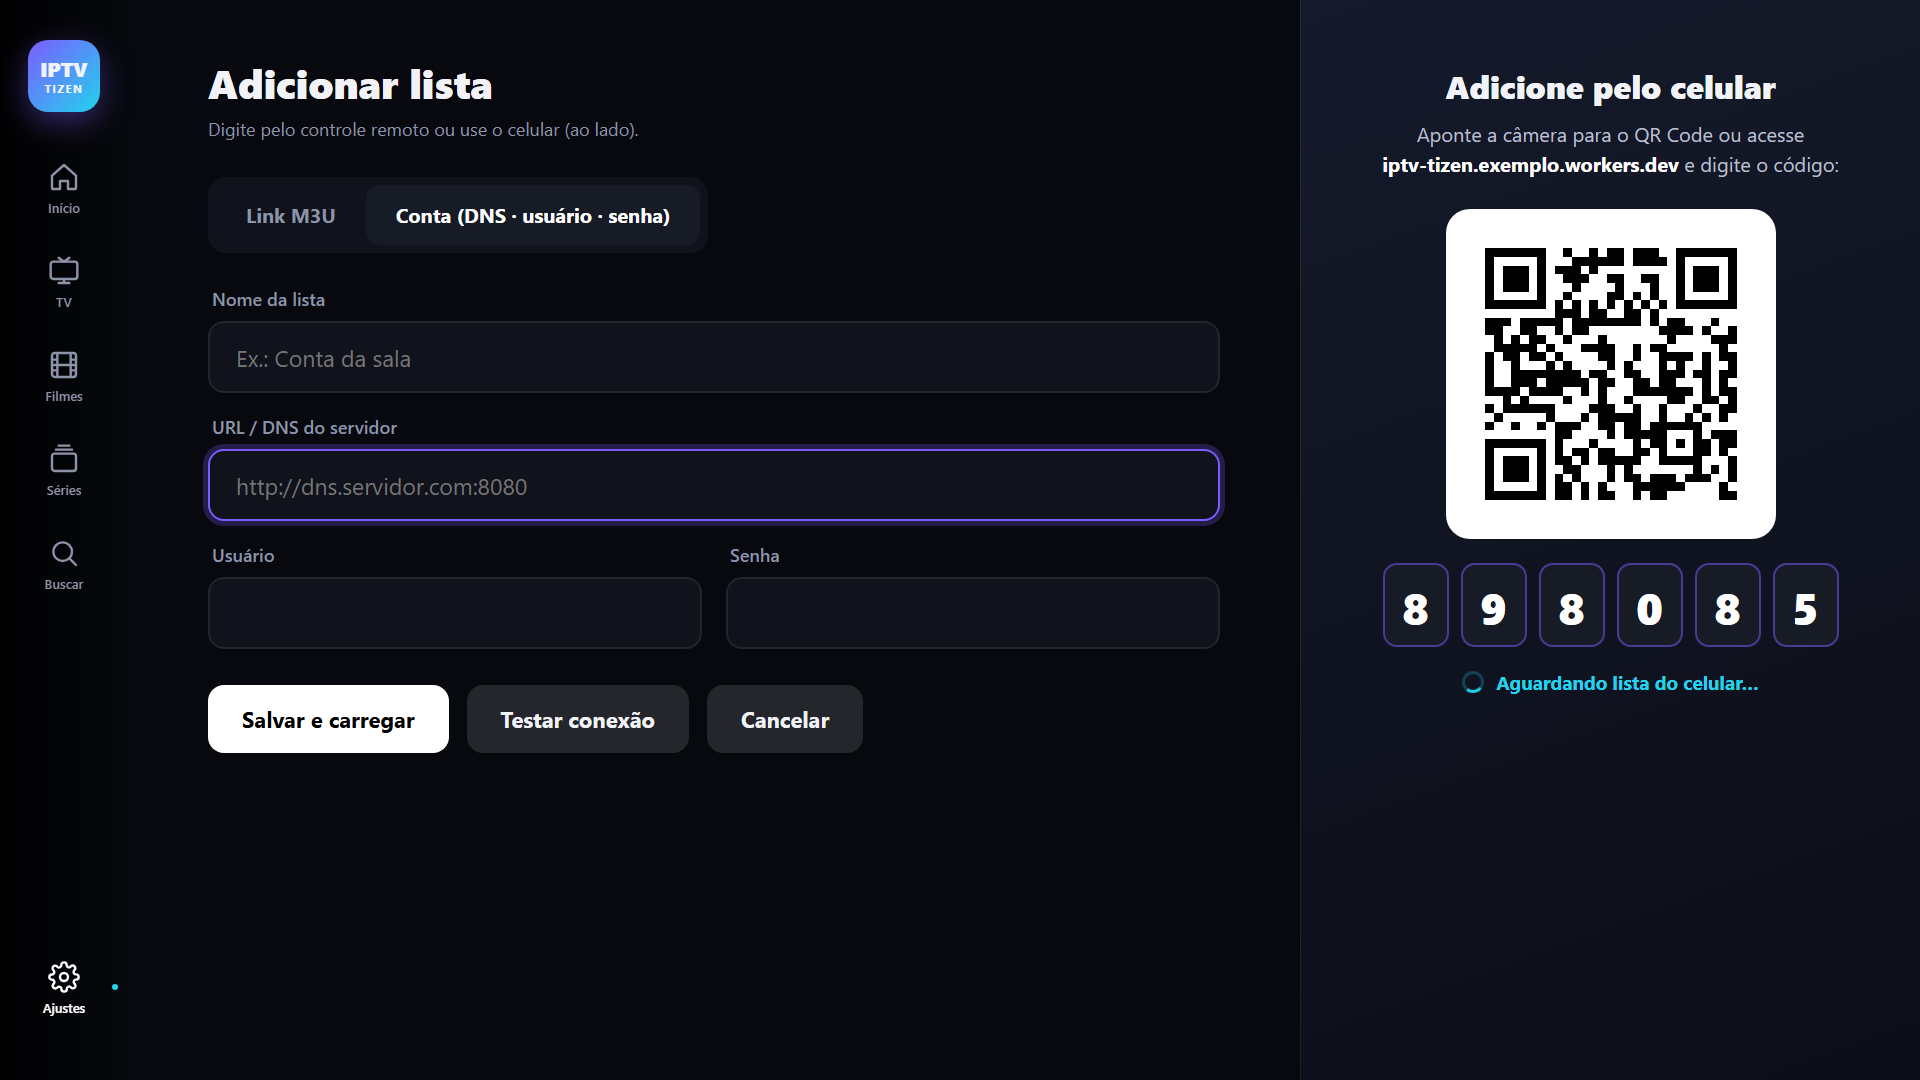 IPTV
TIZEN
Início
TV
Filmes
Séries
Buscar
Ajustes
Adicionar lista
Digite pelo controle remoto ou use o celular (ao lado).
Link M3U
Conta (DNS · usuário · senha)
Nome da lista
Ex.: Conta da sala
URL / DNS do servidor
http://dns.servidor.com:8080
Usuário
Senha
Salvar e carregar
Testar conexão
Cancelar
Adicione pelo celular
Aponte a câmera para o QR Code ou acesse
iptv-tizen.exemplo.workers.dev e digite o código:
8 9 8 0 8 5
Aguardando lista do celular...